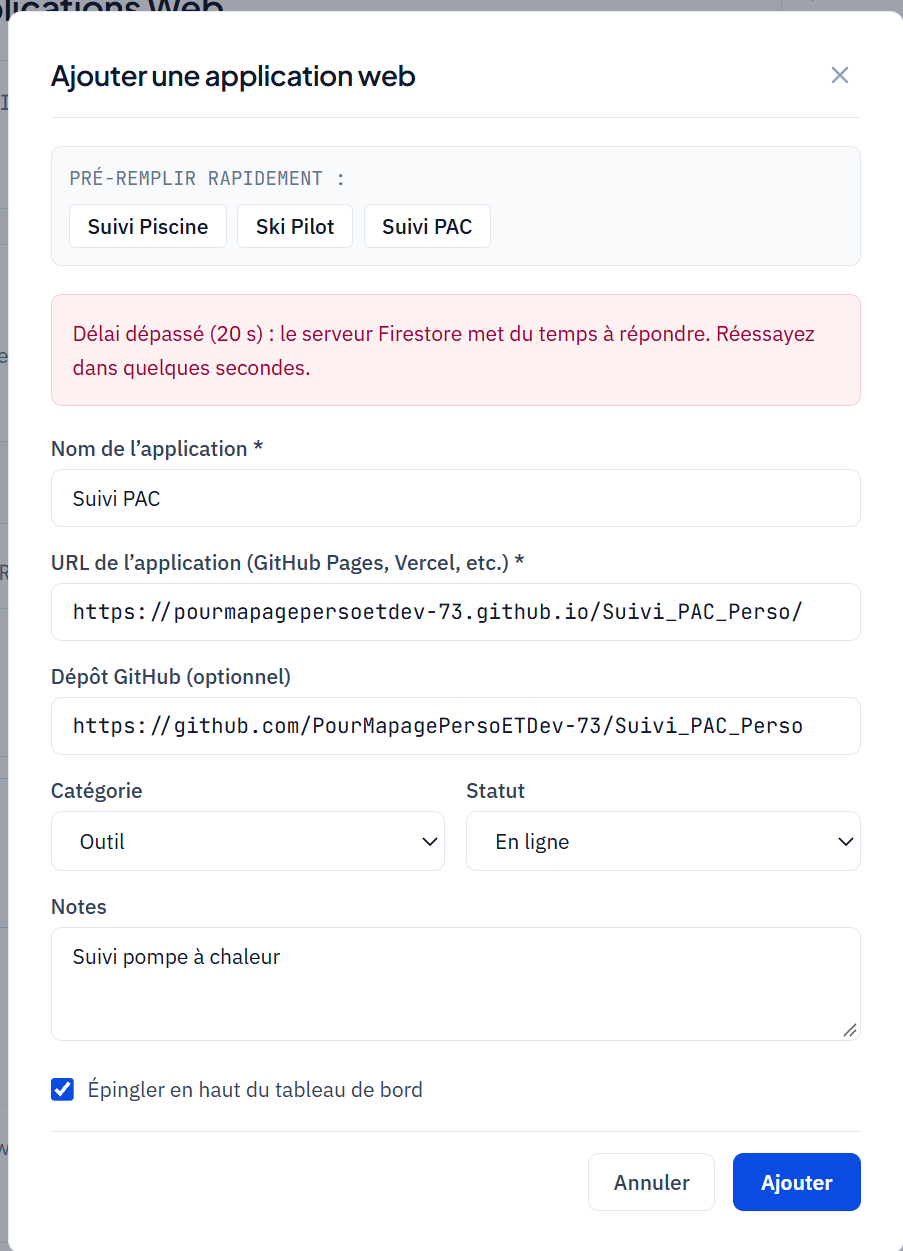 plications Web
Ajouter une application web
PRÉ-REMPLIR RAPIDEMENT :
Suivi Piscine Ski Pilot Suivi PAC
Délai dépassé (20 s) : le serveur Firestore met du temps à répondre. Réessayez
dans quelques secondes.
Nom de l’application *
Suivi PAC
URL de l’application (GitHub Pages, Vercel, etc.) *
https://pourmapagepersoetdev-73.github.io/Suivi_PAC_Perso/
Dépôt GitHub (optionnel)
https://github.com/PourMapagePersoETDev-73/Suivi_PAC_Perso
Catégorie Statut
Outil En ligne
Notes
Suivi pompe à chaleur
Épingler en haut du tableau de bord
Annuler Ajouter